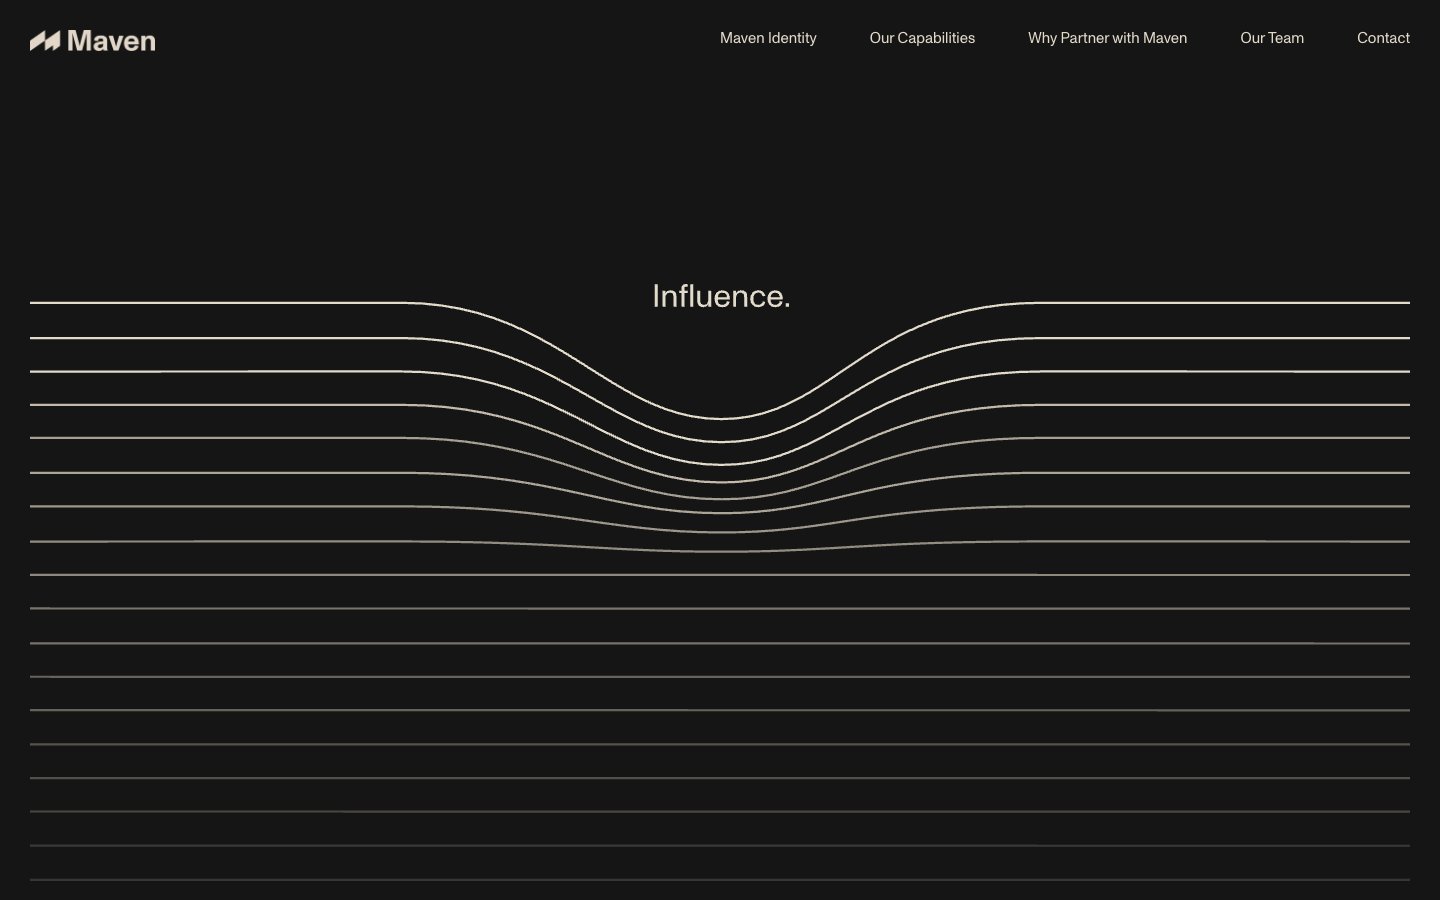 Maven
Maven Identity
Our Capabilities
Why Partner with Maven
Our Team
Contact
Influence.